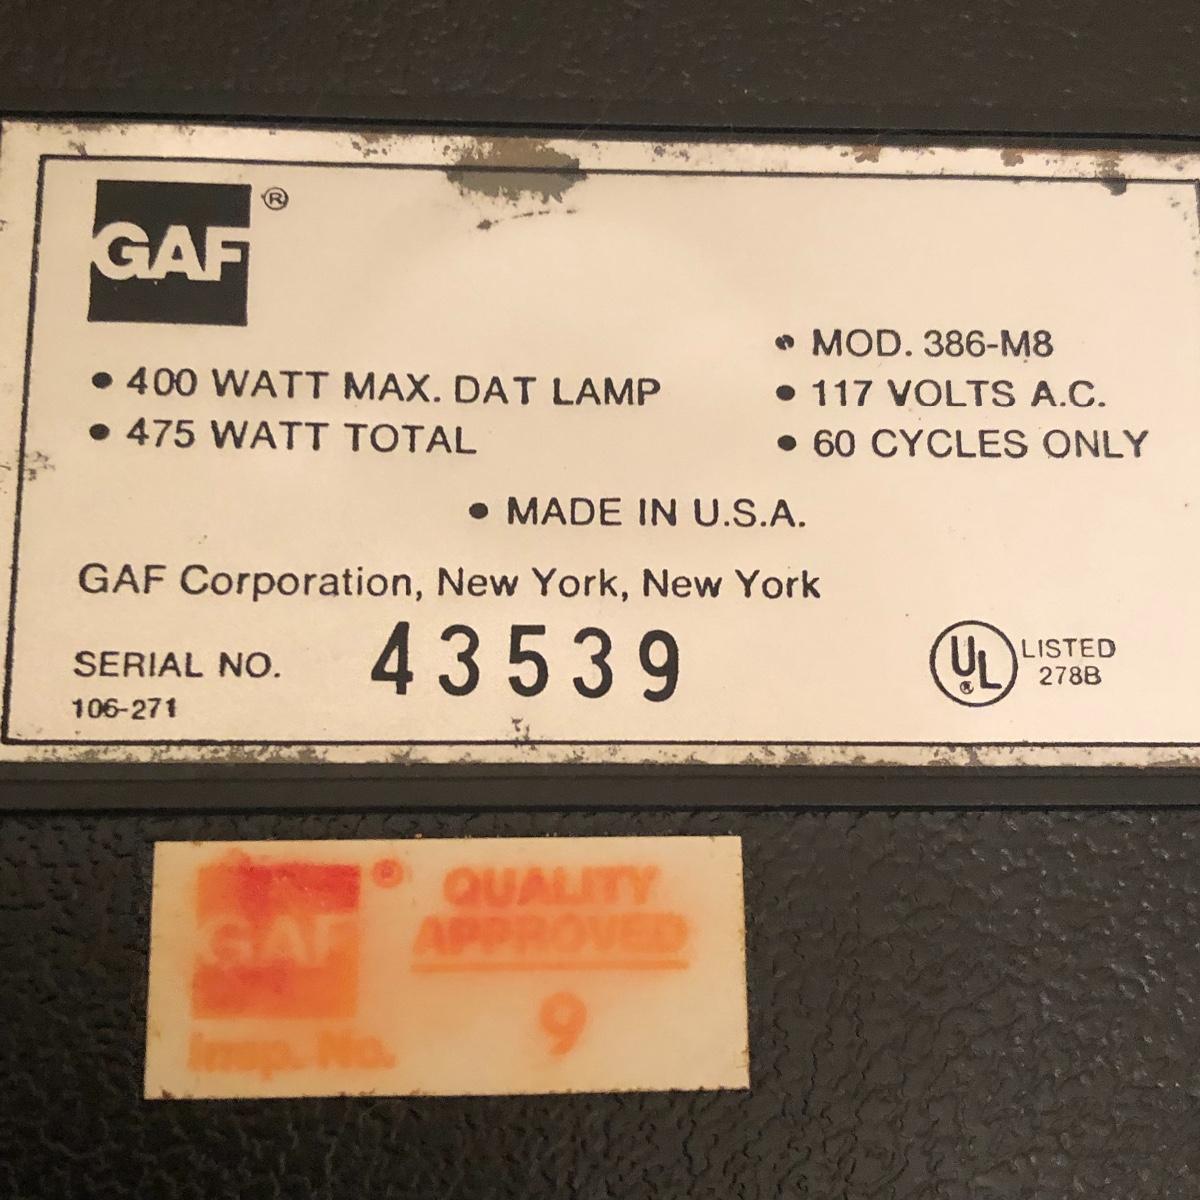 GAF®
• MOD. 386-M8
• 400 WATT MAX. DAT LAMP
• 117 VOLTS A.C.
• 475 WATT TOTAL
• 60 CYCLES ONLY
• MADE IN U.S.A.
GAF Corporation, New York, New York
SERIAL NO. 43539
106-271
UL® LISTED
278B
GAF® QUALITY
APPROVED
Insp. No. 9